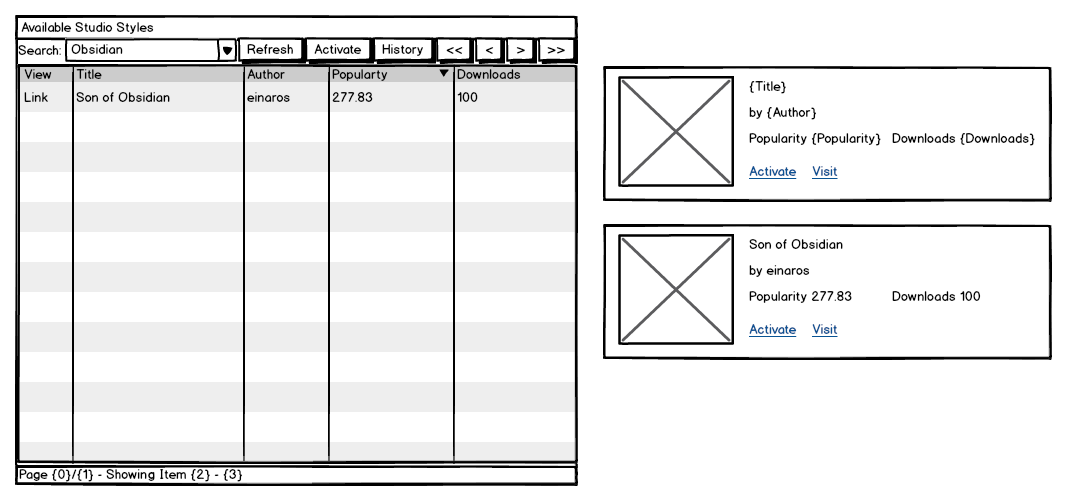 Available Studio Styles
Search: Obsidian Refresh Activate History << < > >>
View Title Author Popularty Downloads
Link Son of Obsidian einaros 277.83 100
Page {0}/{1} - Showing Item {2} - {3}
{Title}
by {Author}
Popularity {Popularity} Downloads {Downloads}
Activate Visit
Son of Obsidian
by einaros
Popularity 277.83 Downloads 100
Activate Visit